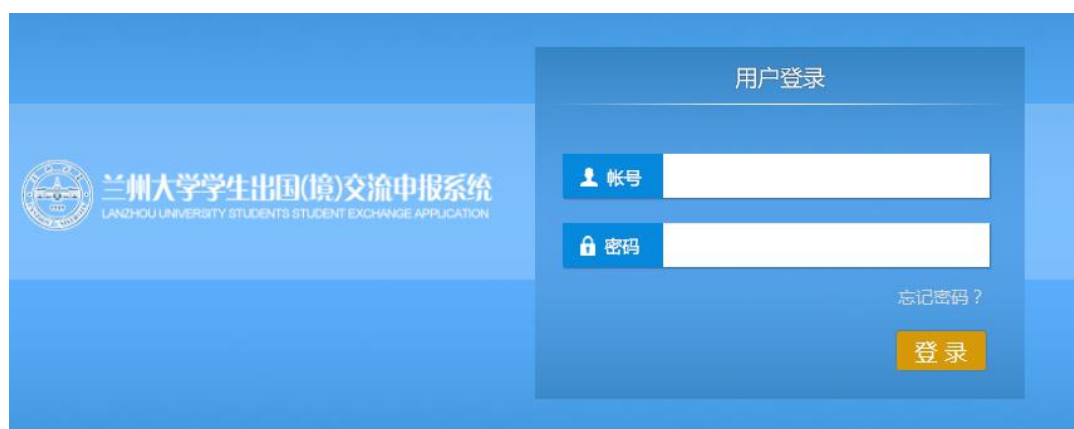 用户登录
兰州大学学生出国(境)交流申报系统
LANZHOU UNIVERSITY STUDENTS STUDENT EXCHANGE APPLICATION
帐号
密码
忘记密码？
登 录